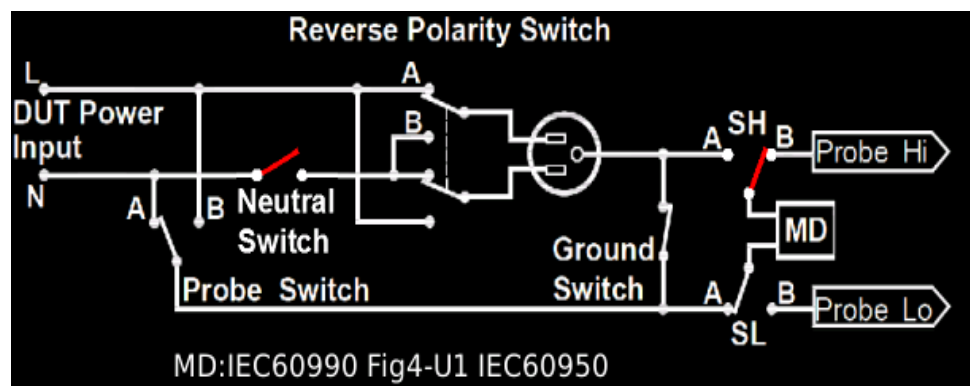 Reverse Polarity Switch
L
A
SH
DUT Power
B
A
B
Probe Hi
Input
N
A
B
Neutral
Switch
MD
Ground
Switch
Probe Switch
A
B
Probe Lo
SL
MD:IEC60990 Fig4-U1 IEC60950